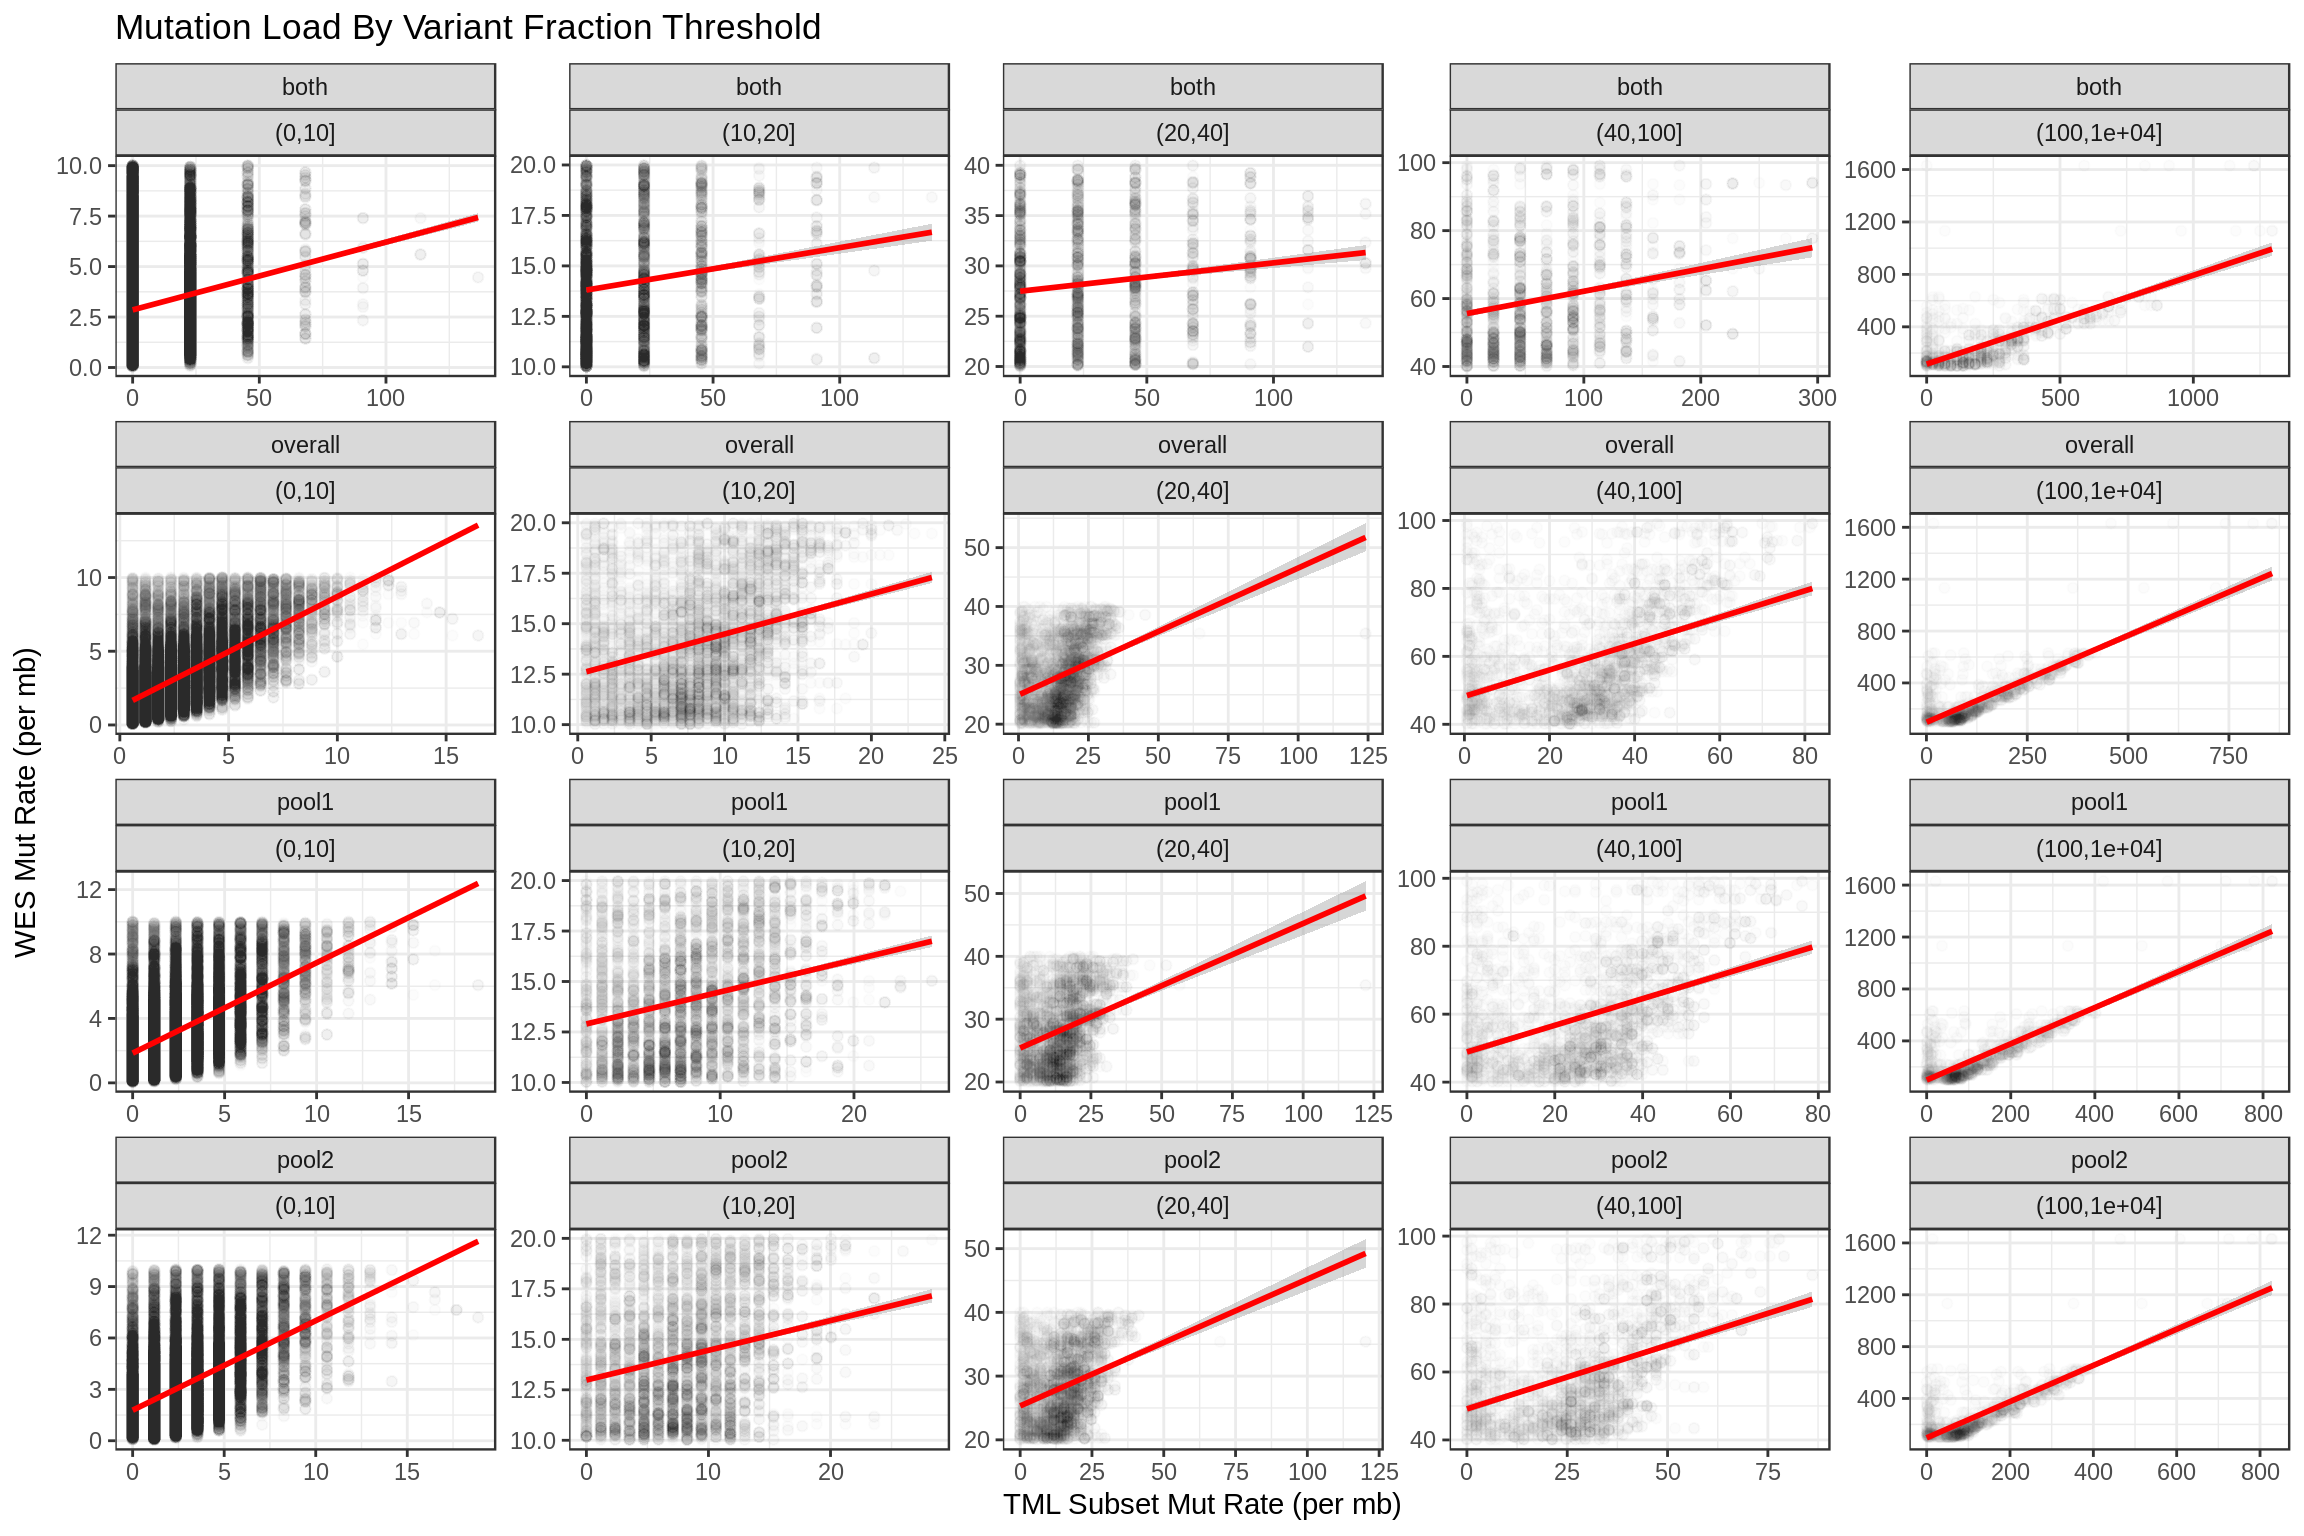 Mutation Load By Variant Fraction Threshold
both both both both both
(0,10] (10,20] (20,40] (40,100] (100,1e+04]
10.0 20.0 40 100 1600
7.5 17.5 35 80 1200
5.0 15.0 30 60 800
2.5 12.5 25 40 400
0.0 10.0 20
0 50 100 0 50 100 0 50 100 0 100 200 300 0 500 1000
overall overall overall overall overall
(0,10] (10,20] (20,40] (40,100] (100,1e+04]
10 20.0 50 100 1600
5 17.5 40 80 1200
0 15.0 30 60 800
12.5 20 40 400
10.0
0 5 10 15 0 5 10 15 20 25 0 25 50 75 100 125 0 20 40 60 80 0 250 500 750
WES Mut Rate (per mb)
pool1 pool1 pool1 pool1 pool1
(0,10] (10,20] (20,40] (40,100] (100,1e+04]
12 20.0 50 100 1600
8 17.5 40 80 1200
4 15.0 30 60 800
0 12.5 20 40 400
10.0
0 5 10 15 0 10 20 0 25 50 75 100 125 0 20 40 60 80 0 200 400 600 800
pool2 pool2 pool2 pool2 pool2
(0,10] (10,20] (20,40] (40,100] (100,1e+04]
12 20.0 50 100 1600
9 17.5 40 80 1200
6 15.0 30 60 800
3 12.5 20 40 400
0 10.0
0 5 10 15 0 10 20 0 25 50 75 100 125 0 25 50 75 0 200 400 600 800
TML Subset Mut Rate (per mb)